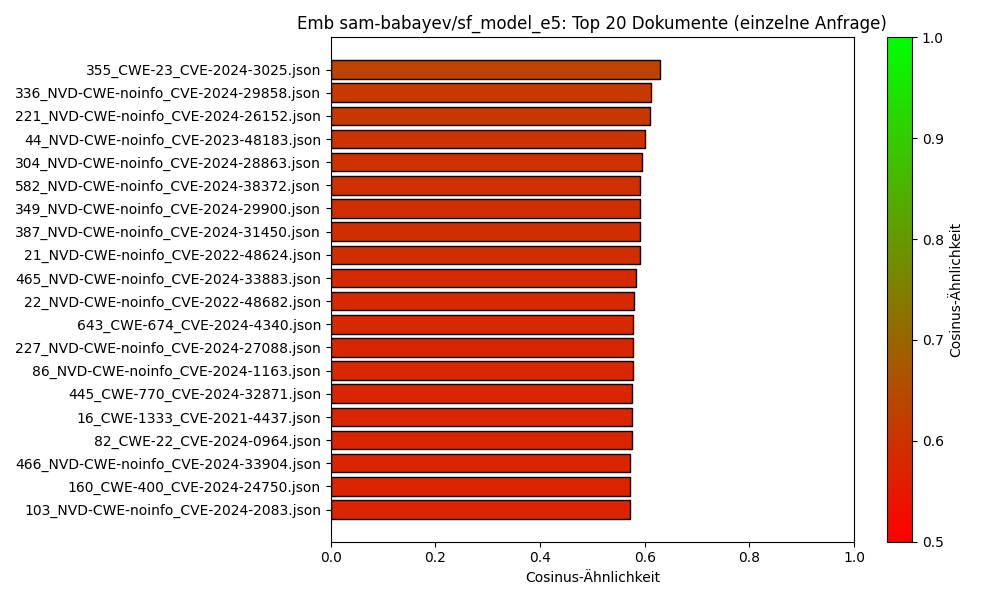 Emb sam-babayev/sf_model_e5: Top 20 Dokumente (einzelne Anfrage)
355_CWE-23_CVE-2024-3025.json
336_NVD-CWE-noinfo_CVE-2024-29858.json
221_NVD-CWE-noinfo_CVE-2024-26152.json
44_NVD-CWE-noinfo_CVE-2023-48183.json
304_NVD-CWE-noinfo_CVE-2024-28863.json
582_NVD-CWE-noinfo_CVE-2024-38372.json
349_NVD-CWE-noinfo_CVE-2024-29900.json
387_NVD-CWE-noinfo_CVE-2024-31450.json
21_NVD-CWE-noinfo_CVE-2022-48624.json
465_NVD-CWE-noinfo_CVE-2024-33883.json
22_NVD-CWE-noinfo_CVE-2022-48682.json
643_CWE-674_CVE-2024-4340.json
227_NVD-CWE-noinfo_CVE-2024-27088.json
86_NVD-CWE-noinfo_CVE-2024-1163.json
445_CWE-770_CVE-2024-32871.json
16_CWE-1333_CVE-2021-4437.json
82_CWE-22_CVE-2024-0964.json
466_NVD-CWE-noinfo_CVE-2024-33904.json
160_CWE-400_CVE-2024-24750.json
103_NVD-CWE-noinfo_CVE-2024-2083.json
0.0 0.2 0.4 0.6 0.8 1.0
Cosinus-Ähnlichkeit
1.0
0.9
0.8
0.7
0.6
0.5
Cosinus-Ähnlichkeit